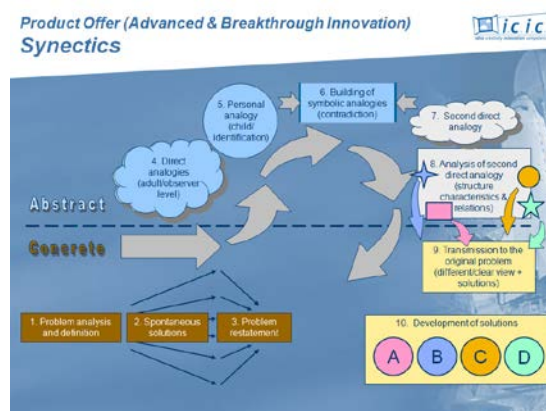 Product Offer (Advanced & Breakthrough Innovation)
Synectics
icic
5. Personal
analogy
(child/
identification)
6. Building of
symbolic analogies
(contradiction)
7. Second direct
analogy
4. Direct
analogies
(adult/observer
level)
8. Analysis of second
direct analogy
(structure
characteristics &
relations)
Abstract
Concrete
9. Transmission to the
original problem
(different/clear view +
solutions)
1. Problem analysis
and definition
2. Spontaneous
solutions
3. Problem
restatement
10. Development of solutions
A
B
C
D